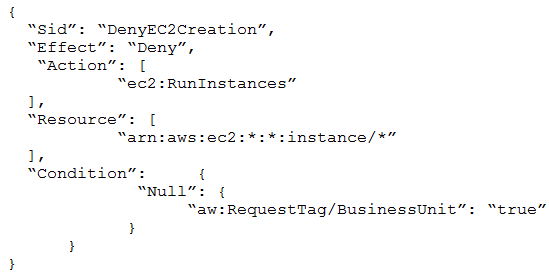 {
“Sid”: “DenyEC2Creation”,
“Effect”: “Deny”,
“Action”: [
“ec2:RunInstances”
],
“Resource”: [
“arn:aws:ec2:*:*:instance/*”
],
“Condition”: {
“Null”: {
“aw:RequestTag/BusinessUnit”: “true”
}
}
}